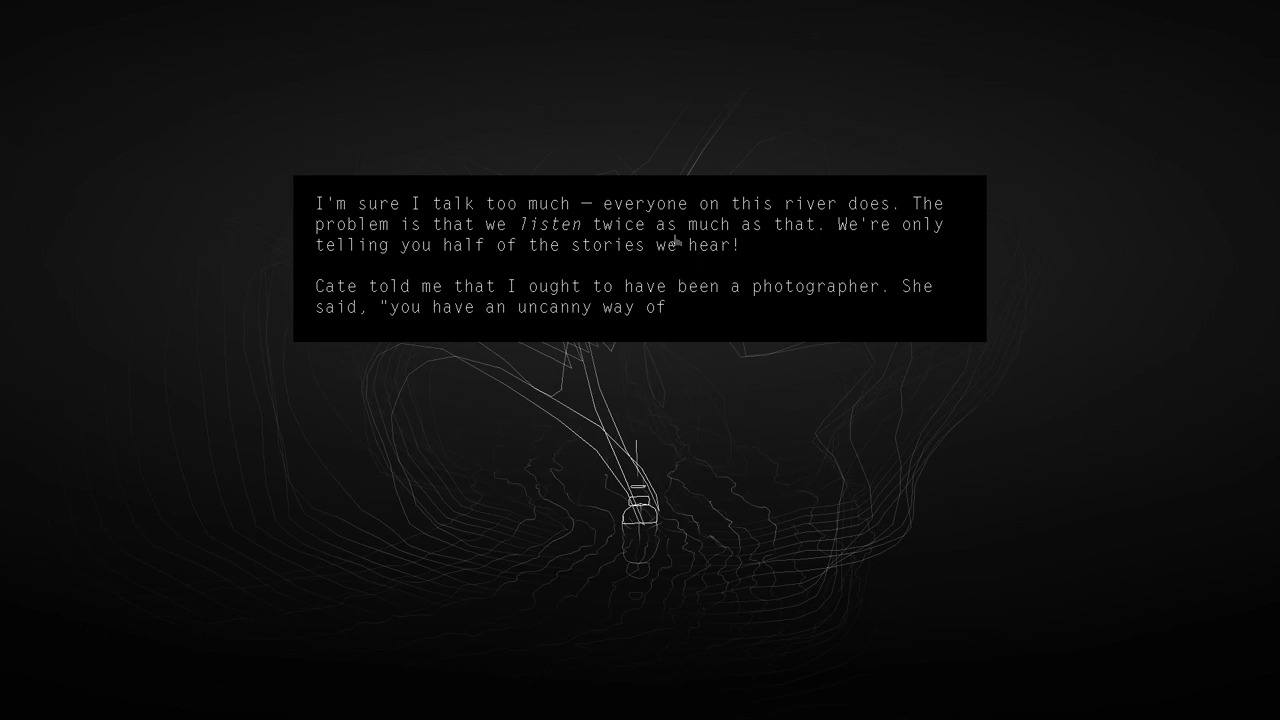 I'm sure I talk too much — everyone on this river does. The
problem is that we listen twice as much as that. We're only
telling you half of the stories we hear!
Cate told me that I ought to have been a photographer. She
said, "you have an uncanny way of